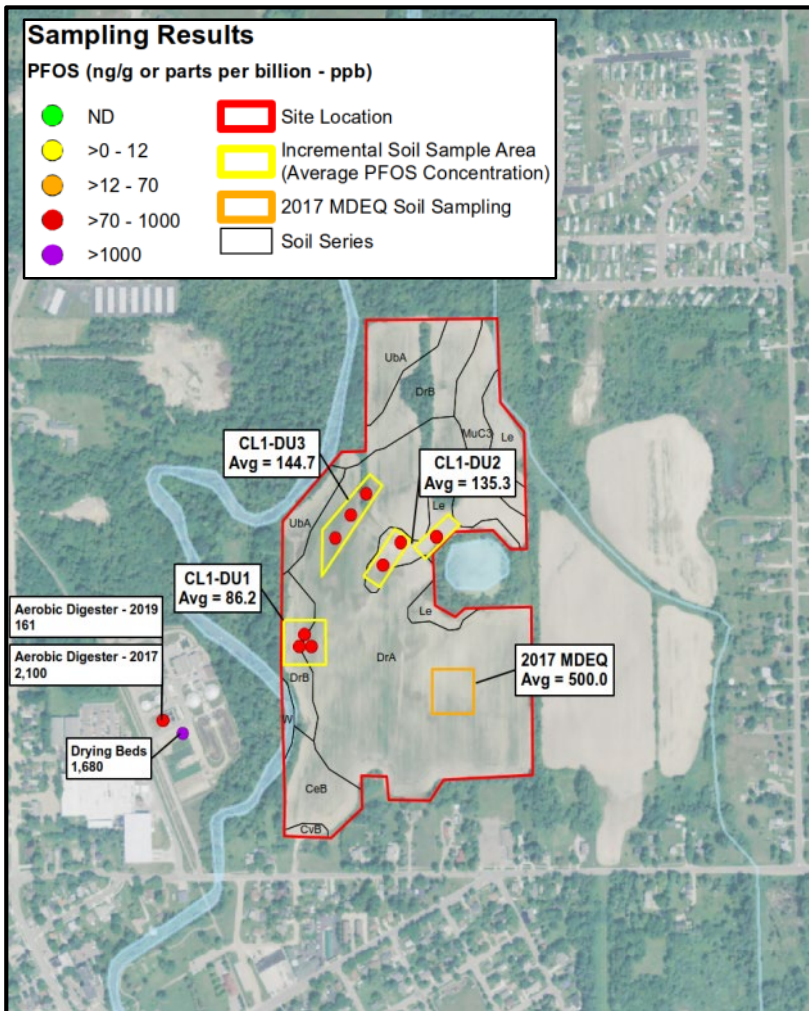 Sampling Results
PFOS (ng/g or parts per billion - ppb)
ND
>0 - 12
>12 - 70
>70 - 1000
>1000
Site Location
Incremental Soil Sample Area
(Average PFOS Concentration)
2017 MDEQ Soil Sampling
Soil Series
UbA
DrB
MuC3
Le
CL1-DU3
Avg = 144.7
CL1-DU2
Avg = 135.3
Le
UbA
CL1-DU1
Avg = 86.2
Aerobic Digester - 2019
161
Le
Aerobic Digester - 2017
2,100
DrA
2017 MDEQ
Avg = 500.0
DrB
W
Drying Beds
1,680
CeB
CvB